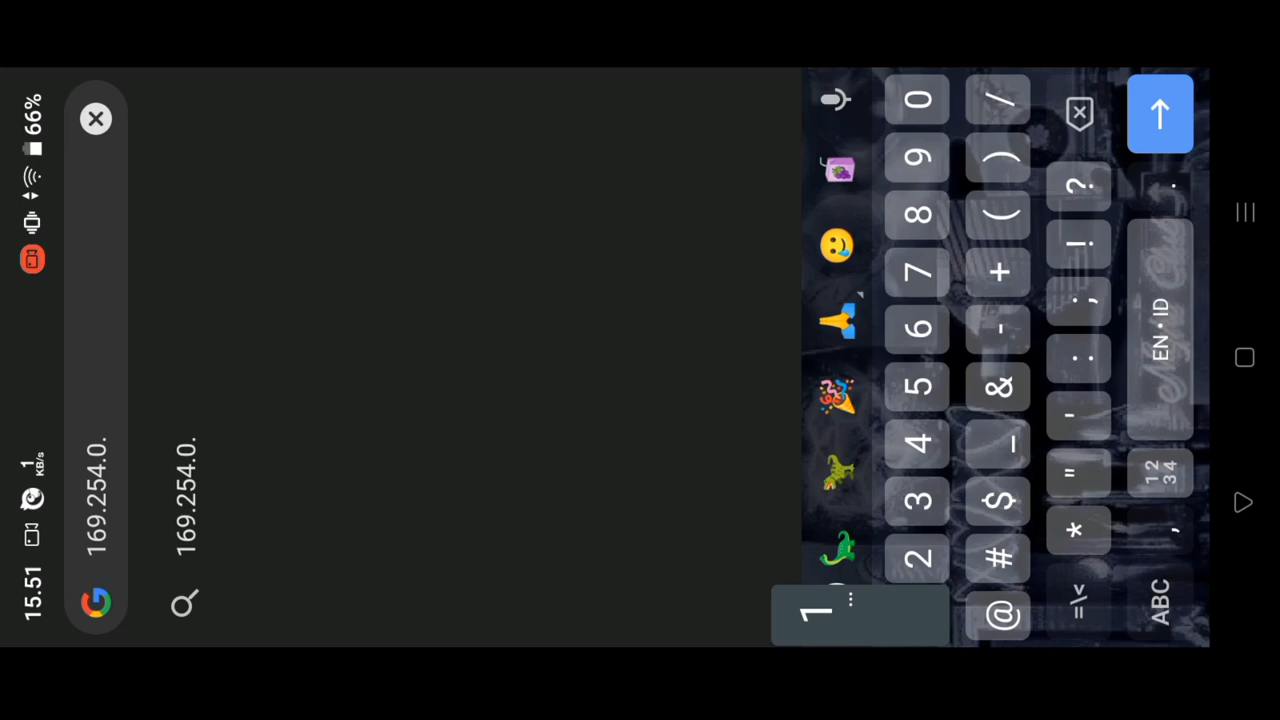 15.51 1 KB/s 66%
169.254.0.
169.254.0.
1 2 3 4 5 6 7 8 9 0
@ # $ _ & - + ( ) /
=\< * " ' : ; ! ?
ABC , 12 34 EN • ID .